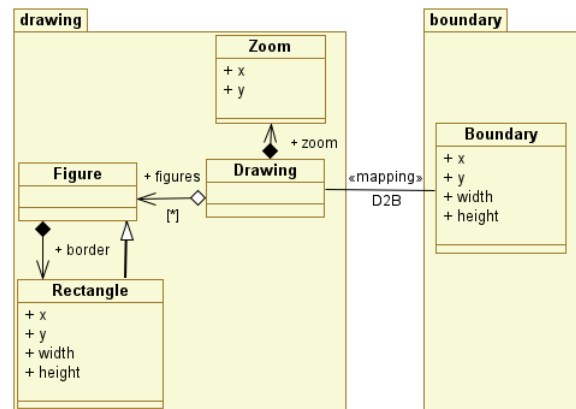 drawing
boundary
Zoom
+ x
+ y
Boundary
+ x
+ y
+ width
+ height
+ zoom
Figure
+ figures
[*]
Drawing
«mapping»
D2B
+ border
Rectangle
+ x
+ y
+ width
+ height